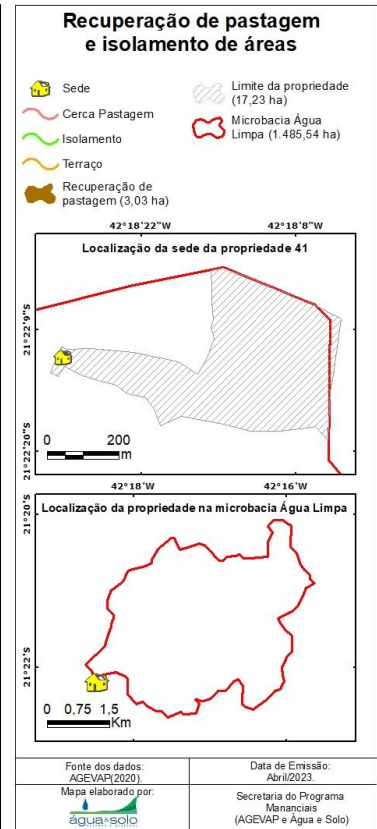 Recuperação de pastagem
e isolamento de áreas
Sede
Cerca Pastagem
Isolamento
Terraço
Recuperação de
pastagem (3,03 ha)
Limite da propriedade
(17,23 ha)
Microbacia Água
Limpa (1.485,54 ha)
42°18'22"W
42°18'8"W
Localização da sede da propriedade 41
21°22'9"S
21°22'20"S
0
200
m
42°18'W
42°16'W
Localização da propriedade na microbacia Água Limpa
21°20'S
21°22'S
0
0,75
1,5
Km
Fonte dos dados:
AGEVAP(2020).
Data de Emissão:
Abril/2023.
Mapa elaborado por:
água&solo
Secretaria do Programa
Mananciais
(AGEVAP e Água e Solo)